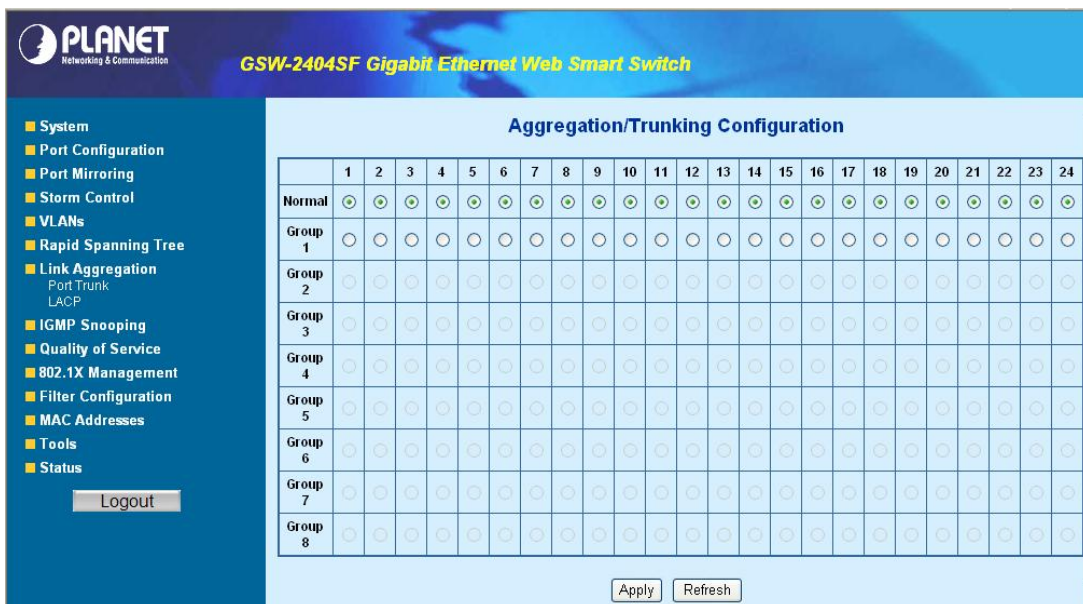 PLANET
Networking & Communication
GSW-2404SF Gigabit Ethernet Web Smart Switch
System
Port Configuration
Port Mirroring
Storm Control
VLANs
Rapid Spanning Tree
Link Aggregation
Port Trunk
LACP
IGMP Snooping
Quality of Service
802.1X Management
Filter Configuration
MAC Addresses
Tools
Status
Logout
Aggregation/Trunking Configuration
1 2 3 4 5 6 7 8 9 10 11 12 13 14 15 16 17 18 19 20 21 22 23 24
Normal
Group
1
Group
2
Group
3
Group
4
Group
5
Group
6
Group
7
Group
8
Apply Refresh